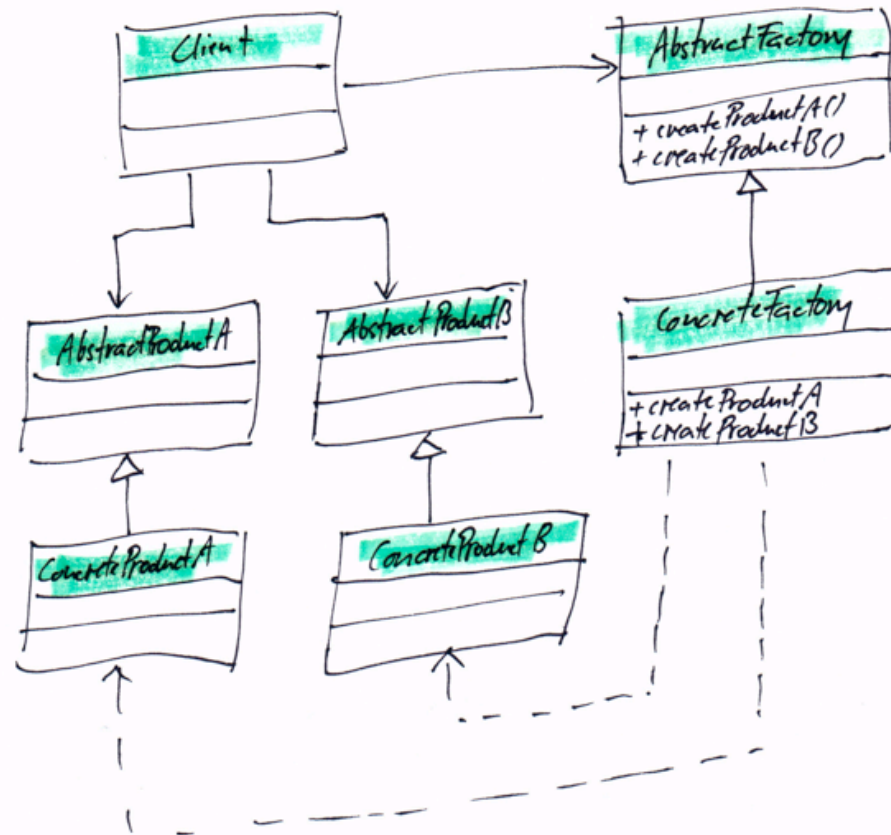 Client
AbstractFactory
+ createProductA()
+ createProductB()
AbstractProductA
AbstractProductB
ConcreteFactory
+ createProductA
+ createProductB
ConcreteProductA
ConcreteProductB